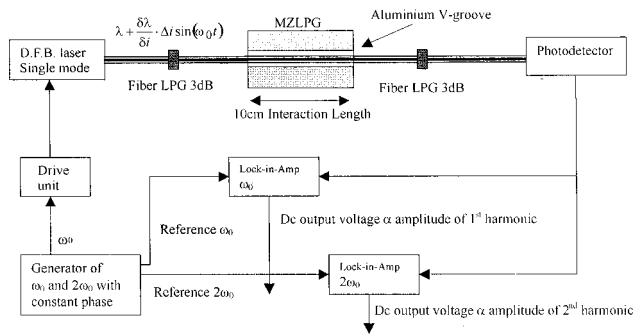 λ + δλ/δi · Δi sin(ω₀t)
MZLPG
Aluminium V-groove
D.F.B. laser
Single mode
Photodetector
Fiber LPG 3dB
Fiber LPG 3dB
10cm Interaction Length
Drive
unit
Lock-in-Amp
ω₀
ω₀
Reference ω₀
Dc output voltage α amplitude of 1st harmonic
Generator of
ω₀ and 2ω₀ with
constant phase
Reference 2ω₀
Lock-in-Amp
2ω₀
Dc output voltage α amplitude of 2nd harmonic